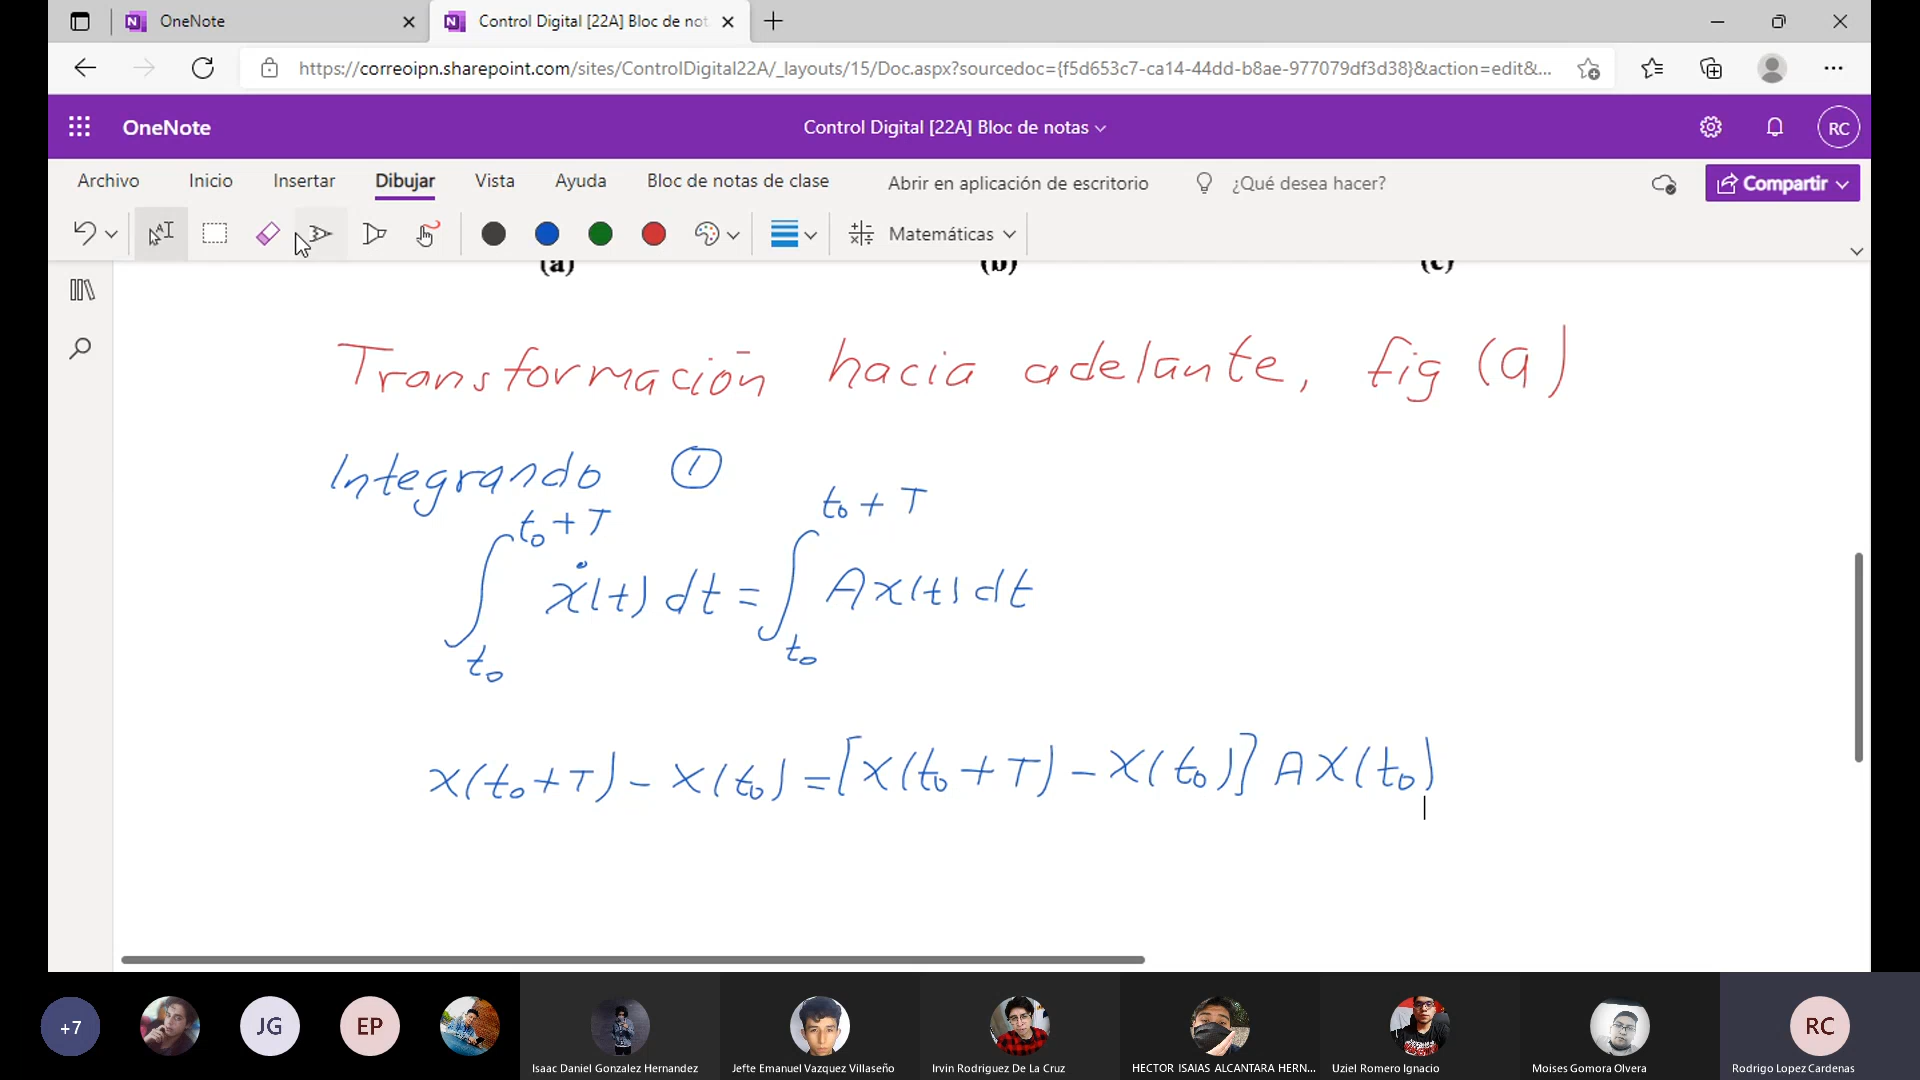 OneNote
Control Digital [22A] Bloc de not
https://correoipn.sharepoint.com/sites/ControlDigital22A/_layouts/15/Doc.aspx?sourcedoc={f5d653c7-ca14-44dd-b8ae-977079df3d38}&action=edit&...
OneNote
Control Digital [22A] Bloc de notas
RC
Archivo Inicio Insertar Dibujar Vista Ayuda Bloc de notas de clase Abrir en aplicación de escritorio ¿Qué desea hacer? Compartir
Matemáticas
(a) (b) (c)
Transformación hacia adelante, fig (a)
Integrando ①
∫_{t₀}^{t₀+T} ẋ(t) dt = ∫_{t₀}^{t₀+T} A x(t) dt
x(t₀+T) - x(t₀) = [x(t₀+T) - x(t₀)] A x(t₀)
+7 JG EP RC
Isaac Daniel Gonzalez Hernandez Jefte Emanuel Vazquez Villaseño Irvin Rodriguez De La Cruz HECTOR ISAIAS ALCANTARA HERN... Uziel Romero Ignacio Moises Gomora Olvera Rodrigo Lopez Cardenas